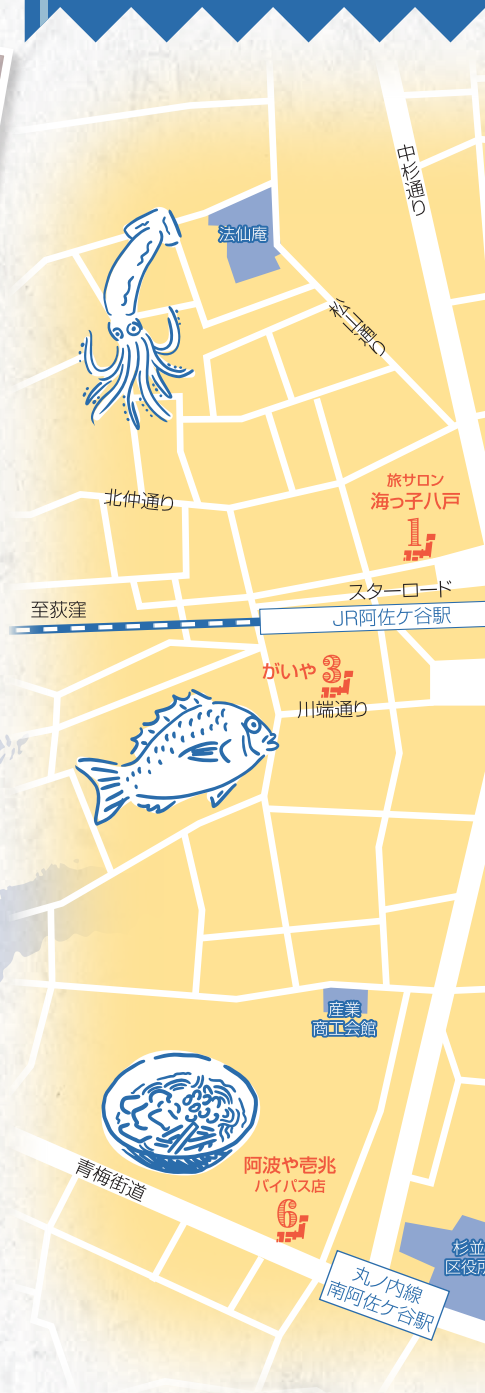 中杉通り
法仙庵
松山通り
旅サロン
海っ子八戸
1
北仲通り
スターロード
至荻窪
JR阿佐ケ谷駅
がいや 3
川端通り
産業
商工会館
阿波や壱兆
バイパス店
6
青梅街道
杉並
区役所
丸ノ内線
南阿佐ケ谷駅